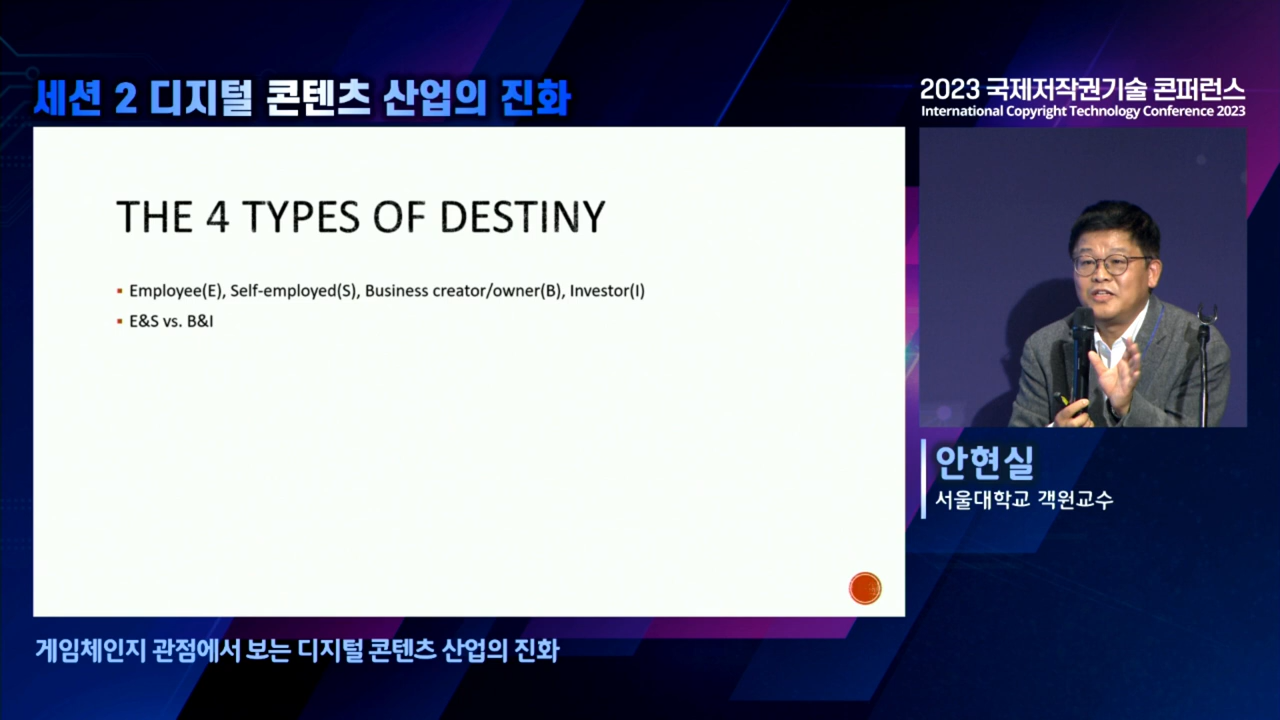 세션 2 디지털 콘텐츠 산업의 진화
2023 국제저작권기술 콘퍼런스
International Copyright Technology Conference 2023
THE 4 TYPES OF DESTINY
▪ Employee(E), Self-employed(S), Business creator/owner(B), Investor(I)
▪ E&S vs. B&I
안현실
서울대학교 객원교수
게임체인지 관점에서 보는 디지털 콘텐츠 산업의 진화